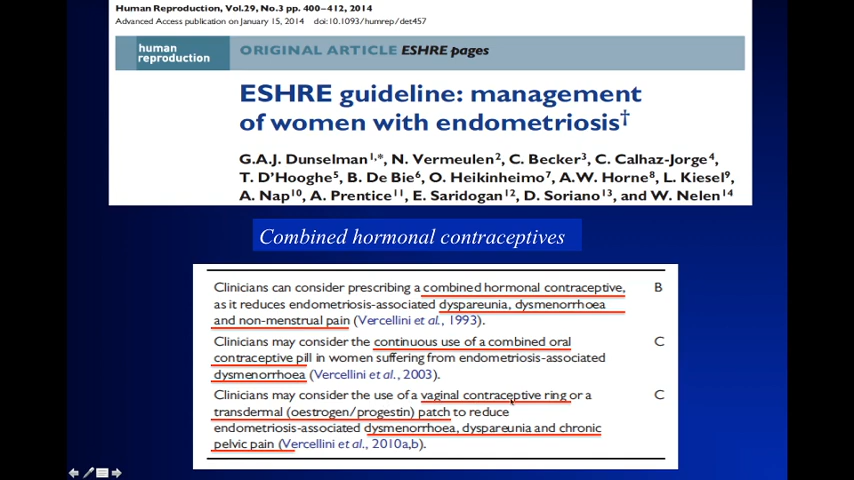 Human Reproduction, Vol.29, No.3 pp. 400–412, 2014
Advanced Access publication on January 15, 2014 doi:10.1093/humrep/det457
human
reproduction
ORIGINAL ARTICLE ESHRE pages
ESHRE guideline: management
of women with endometriosis†
G.A.J. Dunselman1,*, N. Vermeulen2, C. Becker3, C. Calhaz-Jorge4,
T. D'Hooghe5, B. De Bie6, O. Heikinheimo7, A.W. Horne8, L. Kiesel9,
A. Nap10, A. Prentice11, E. Saridogan12, D. Soriano13, and W. Nelen14
Combined hormonal contraceptives
Clinicians can consider prescribing a combined hormonal contraceptive, B
as it reduces endometriosis-associated dyspareunia, dysmenorrhoea
and non-menstrual pain (Vercellini et al., 1993).
Clinicians may consider the continuous use of a combined oral C
contraceptive pill in women suffering from endometriosis-associated
dysmenorrhoea (Vercellini et al., 2003).
Clinicians may consider the use of a vaginal contraceptive ring or a C
transdermal (oestrogen/progestin) patch to reduce
endometriosis-associated dysmenorrhoea, dyspareunia and chronic
pelvic pain (Vercellini et al., 2010a,b).